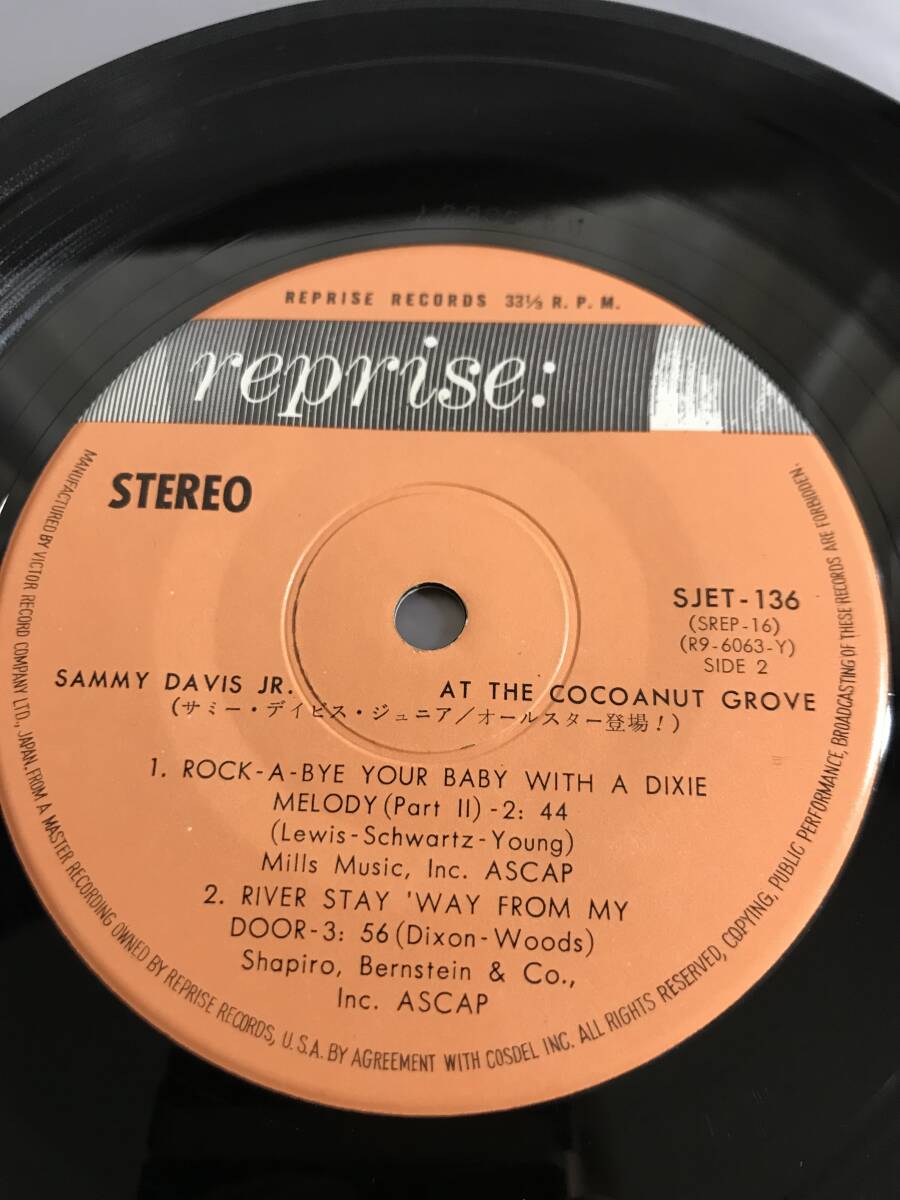 REPRISE RECORDS 33⅓ R. P. M.
reprise:
STEREO
SJET-136
(SREP-16)
(R9-6063-Y)
SIDE 2
SAMMY DAVIS JR. AT THE COCOANUT GROVE
(サミー・デイビス・ジュニア/オールスター登場!)
1. ROCK-A-BYE YOUR BABY WITH A DIXIE
MELODY (Part II) -2: 44
(Lewis-Schwartz-Young)
Mills Music, Inc. ASCAP
2. RIVER STAY 'WAY FROM MY
DOOR-3: 56 (Dixon-Woods)
Shapiro, Bernstein & Co.,
Inc. ASCAP
MANUFACTURED BY VICTOR RECORD COMPANY LTD., JAPAN. FROM A MASTER RECORDING OWNED BY REPRISE RECORDS, U.S.A. BY AGREEMENT WITH COSDEL INC. ALL RIGHTS RESERVED, COPYING, PUBLIC PERFORMANCE, BROADCASTING OF THESE RECORDS ARE FORBIDDEN.